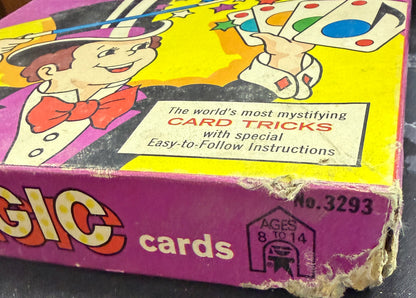 The world's most mystifying
CARD TRICKS
with special
Easy-to-Follow Instructions
GIC cards
No. 3293
AGES
8 TO 14